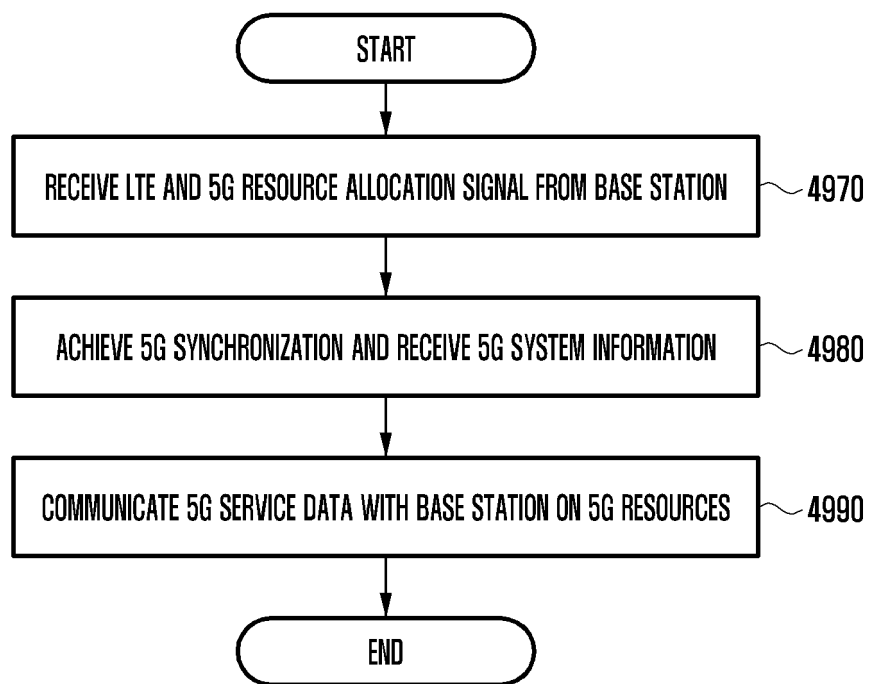 START
RECEIVE LTE AND 5G RESOURCE ALLOCATION SIGNAL FROM BASE STATION
4970
ACHIEVE 5G SYNCHRONIZATION AND RECEIVE 5G SYSTEM INFORMATION
4980
COMMUNICATE 5G SERVICE DATA WITH BASE STATION ON 5G RESOURCES
4990
END